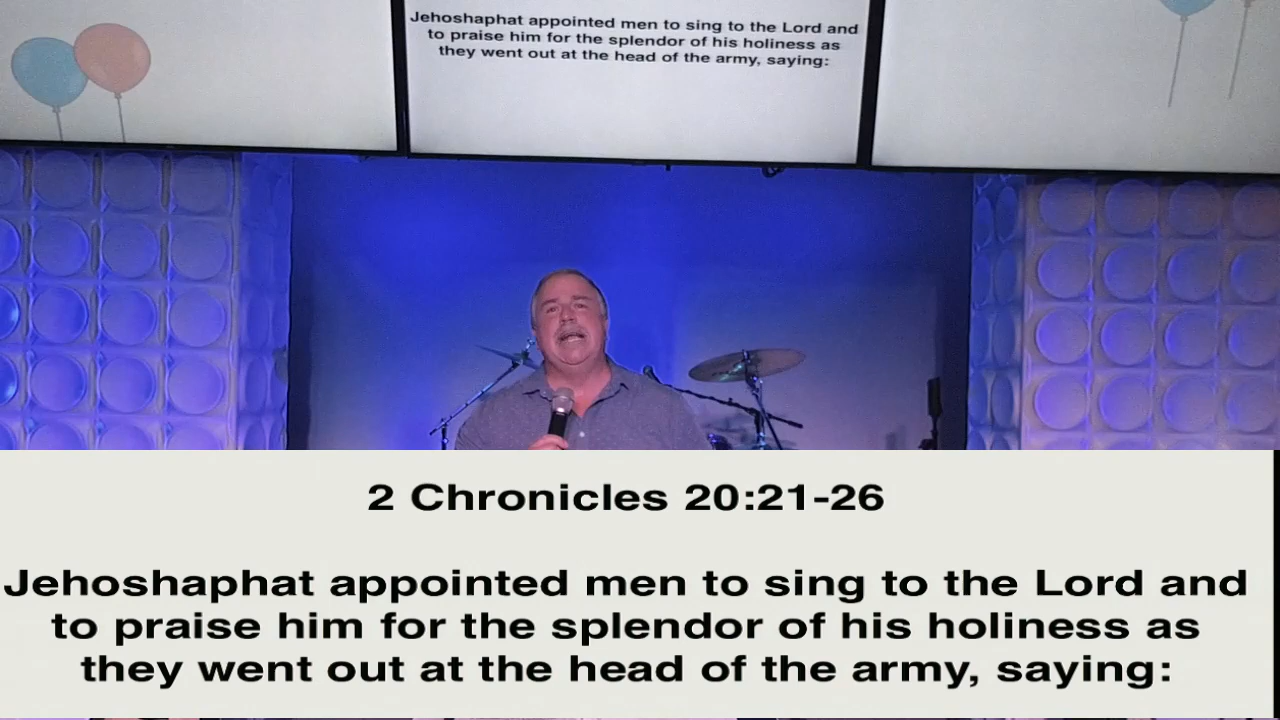 Jehoshaphat appointed men to sing to the Lord and
to praise him for the splendor of his holiness as
they went out at the head of the army, saying:
2 Chronicles 20:21-26
Jehoshaphat appointed men to sing to the Lord and
to praise him for the splendor of his holiness as
they went out at the head of the army, saying: